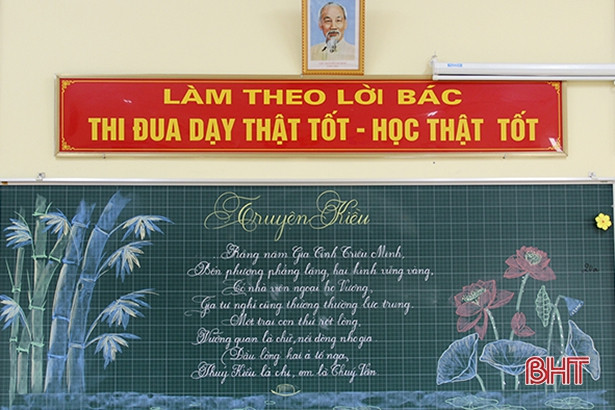 LÀM THEO LỜI BÁC
THI ĐUA DẠY THẬT TỐT - HỌC THẬT TỐT
Truyện Kiều
Rằng năm Gia Tĩnh Triều Minh,
Bốn phương phẳng lặng, hai kinh vững vàng,
Có nhà viên ngoại họ Vương,
Gia tư nghỉ cũng thường thường bực trung.
Một trai con thứ rốt lòng,
Vương quan là chữ, nối dòng nho gia
Đầu lòng hai ả tố nga,
Thuý Kiều là chị, em là Thuý Vân
BHT